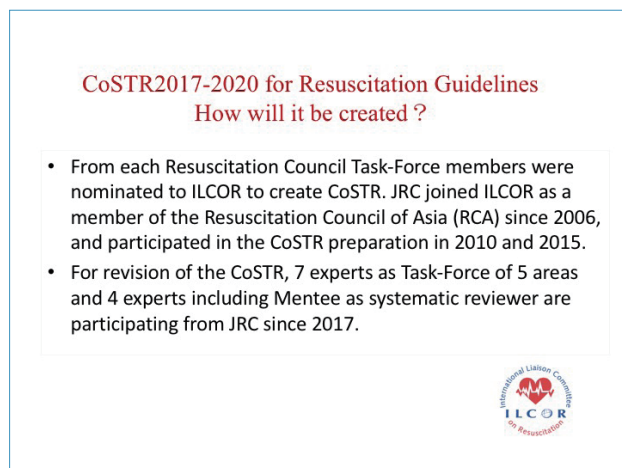 CoSTR2017-2020 for Resuscitation Guidelines
How will it be created？
• From each Resuscitation Council Task-Force members were
nominated to ILCOR to create CoSTR. JRC joined ILCOR as a
member of the Resuscitation Council of Asia (RCA) since 2006,
and participated in the CoSTR preparation in 2010 and 2015.
• For revision of the CoSTR, 7 experts as Task-Force of 5 areas
and 4 experts including Mentee as systematic reviewer are
participating from JRC since 2017.
International Liaison Committee
ILCOR
on Resuscitation